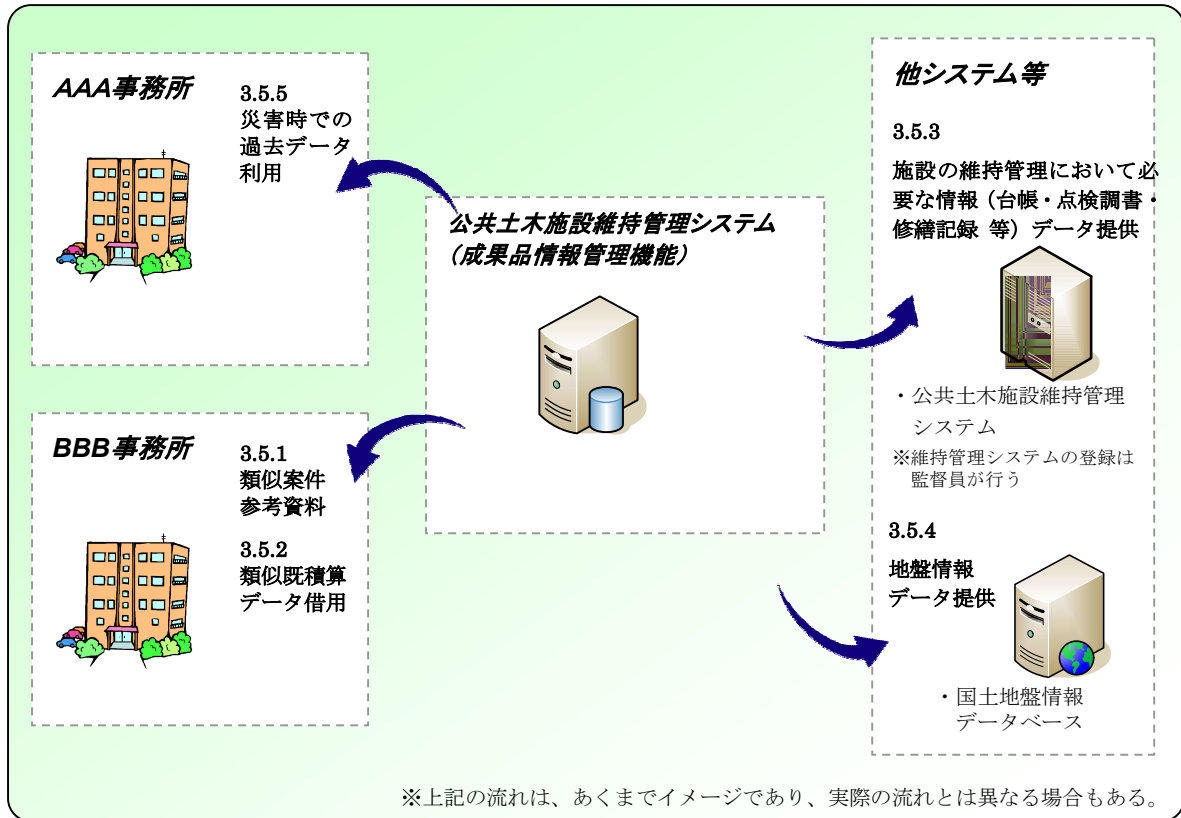 AAA事務所
3.5.5
災害時での
過去データ
利用
BBB事務所
3.5.1
類似案件
参考資料
3.5.2
類似既積算
データ借用
公共土木施設維持管理システム
(成果品情報管理機能)
他システム等
3.5.3
施設の維持管理において必
要な情報（台帳・点検調書・
修繕記録 等）データ提供
・公共土木施設維持管理
システム
※維持管理システムの登録は
監督員が行う
3.5.4
地盤情報
データ提供
・国土地盤情報
データベース
※上記の流れは、あくまでイメージであり、実際の流れとは異なる場合もある。